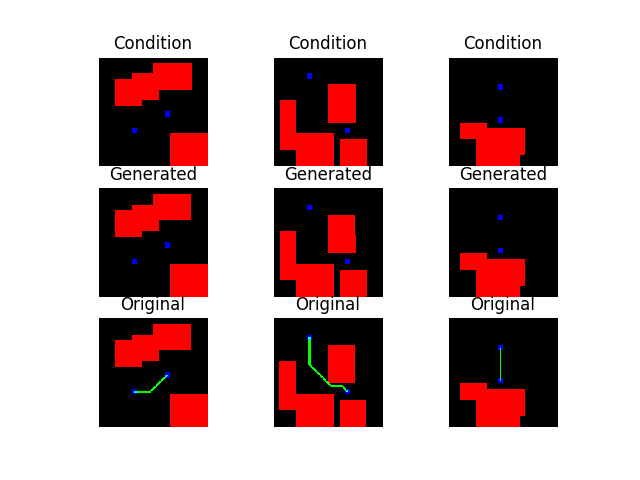 Condition Condition Condition
Generated Generated Generated
Original Original Original